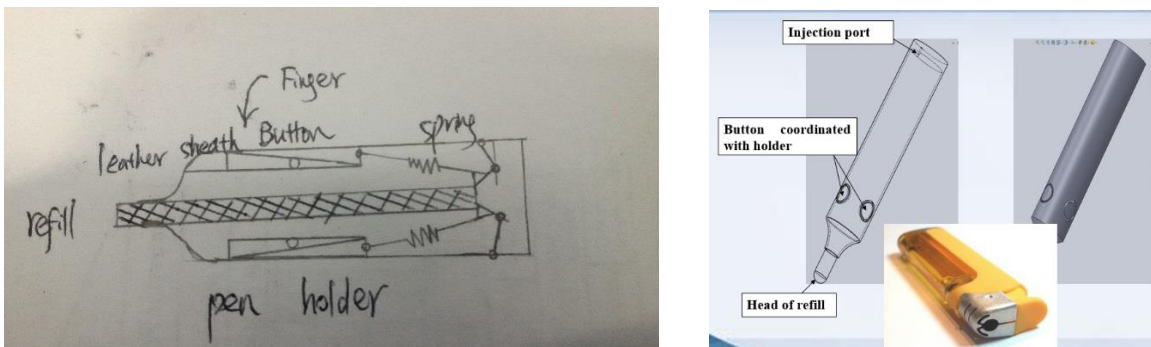 Finger
Button
spring
leather sheath
refill
pen holder
Injection port
Button coordinated
with holder
Head of refill